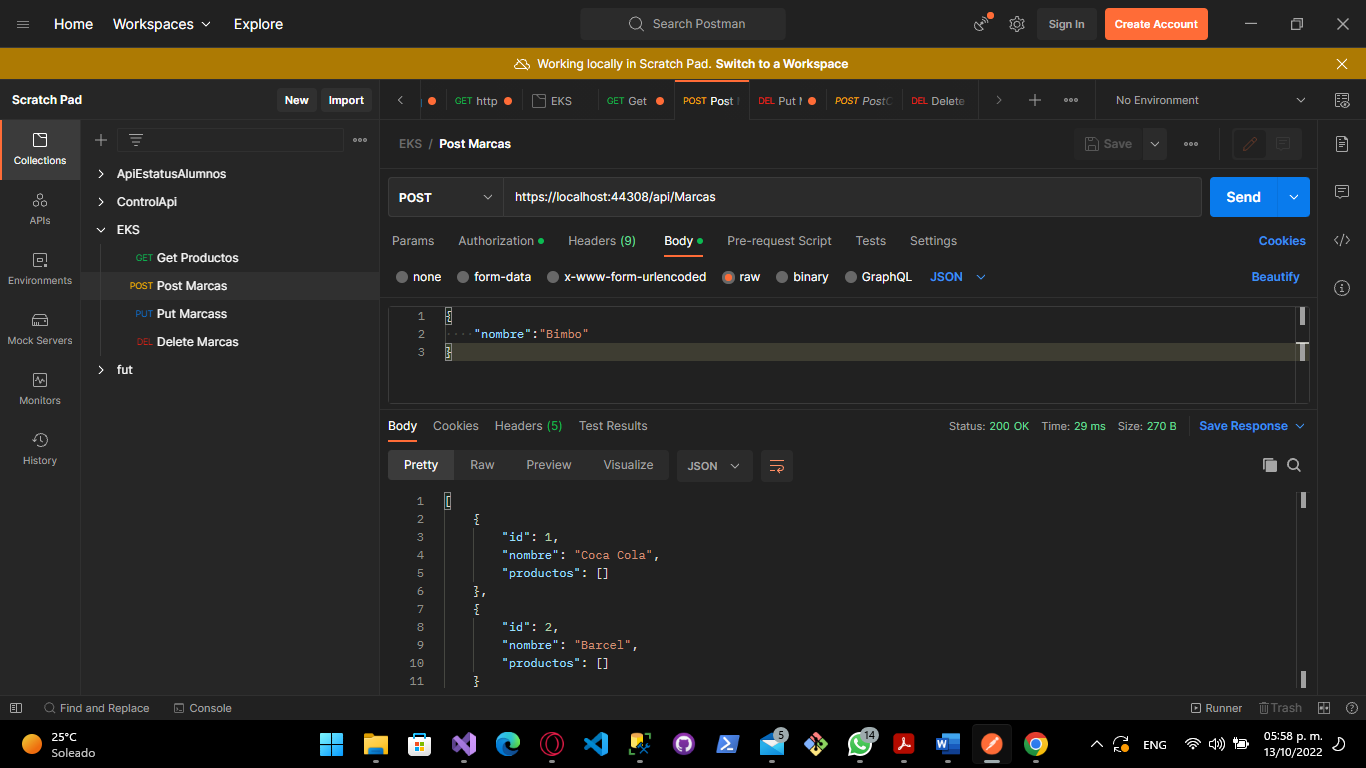 Home Workspaces Explore Search Postman Sign In Create Account
Working locally in Scratch Pad. Switch to a Workspace
Scratch Pad New Import
GET http EKS GET Get POST Post DEL Put POST Post DEL Delete No Environment
Collections
APIs
Environments
Mock Servers
Monitors
History
ApiEstatusAlumnos
ControlApi
EKS
GET Get Productos
POST Post Marcas
PUT Put Marcass
DEL Delete Marcas
fut
EKS / Post Marcas Save
POST https://localhost:44308/api/Marcas Send
Params Authorization Headers (9) Body Pre-request Script Tests Settings Cookies
none form-data x-www-form-urlencoded raw binary GraphQL JSON Beautify
1 {
2 "nombre":"Bimbo"
3 }
Body Cookies Headers (5) Test Results Status: 200 OK Time: 29 ms Size: 270 B Save Response
Pretty Raw Preview Visualize JSON
1 [
2 {
3 "id": 1,
4 "nombre": "Coca Cola",
5 "productos": []
6 },
7 {
8 "id": 2,
9 "nombre": "Barcel",
10 "productos": []
11 }
Find and Replace Console Runner Trash
25°C
Soleado
5
14
ENG
05:58 p. m.
13/10/2022